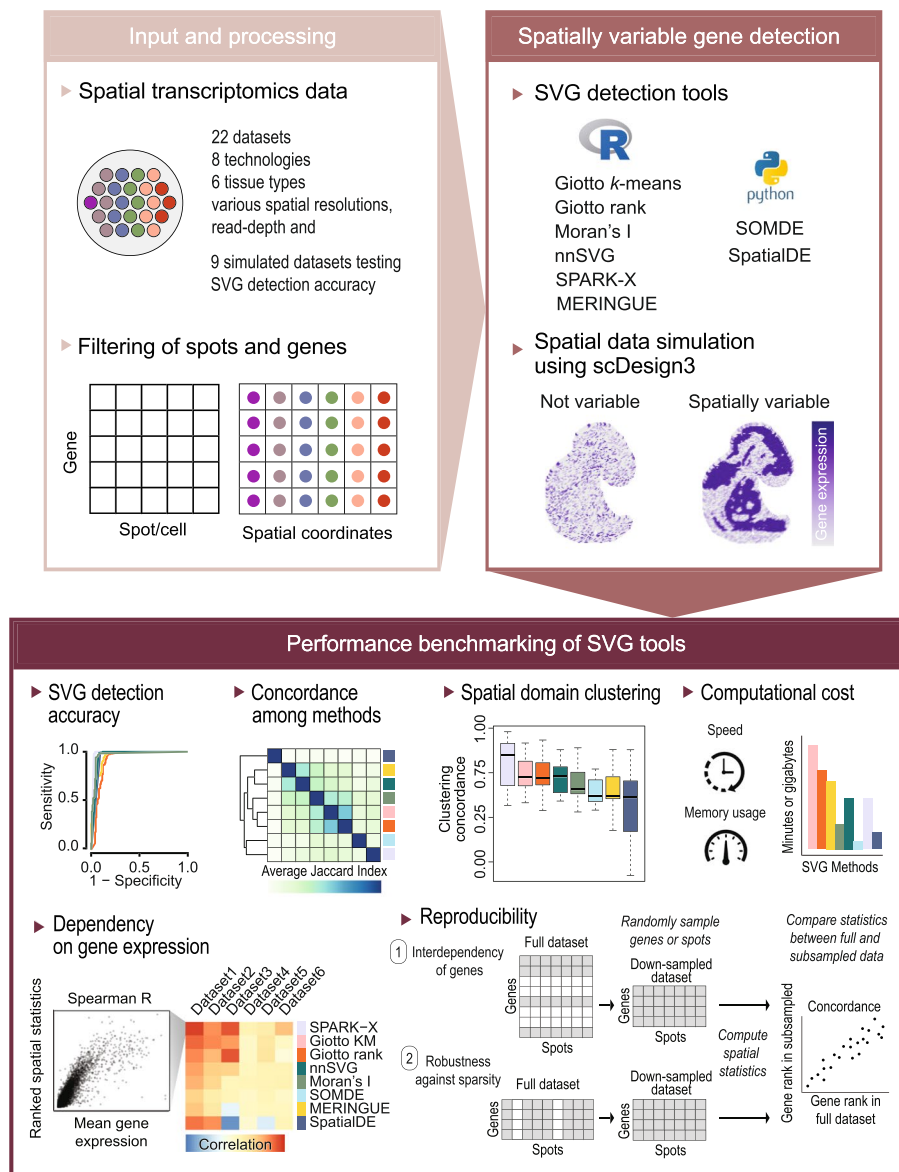 Input and processing
Spatial transcriptomics data
22 datasets
8 technologies
6 tissue types
various spatial resolutions,
read-depth and
9 simulated datasets testing
SVG detection accuracy
Filtering of spots and genes
Gene
Spot/cell
Spatial coordinates
Spatially variable gene detection
SVG detection tools
R
Giotto k-means
Giotto rank
Moran's I
nnSVG
SPARK-X
MERINGUE
python
SOMDE
SpatialDE
Spatial data simulation
using scDesign3
Not variable
Spatially variable
Gene expression
Performance benchmarking of SVG tools
SVG detection
accuracy
Sensitivity
1.0
0.5
0.0
0.0
0.5
1.0
1 − Specificity
Concordance
among methods
Average Jaccard Index
Spatial domain clustering
Clustering
concordance
1.00
0.75
0.25
0.00
Computational cost
Speed
Memory usage
Minutes or gigabytes
SVG Methods
Dependency
on gene expression
Spearman R
Ranked spatial statistics
Mean gene
expression
Dataset1
Dataset2
Dataset3
Dataset4
Dataset5
Dataset6
SPARK−X
Giotto KM
Giotto rank
nnSVG
Moran's I
SOMDE
MERINGUE
SpatialDE
Correlation
Reproducibility
1
Interdependency
of genes
Full dataset
Genes
Spots
Randomly sample
genes or spots
Down-sampled
dataset
Genes
Spots
Compare statistics
between full and
subsampled data
2
Robustness
against sparsity
Full dataset
Genes
Spots
Down-sampled
dataset
Genes
Spots
Compute
spatial
statistics
Concordance
Gene rank in subsampled
Gene rank in
full dataset